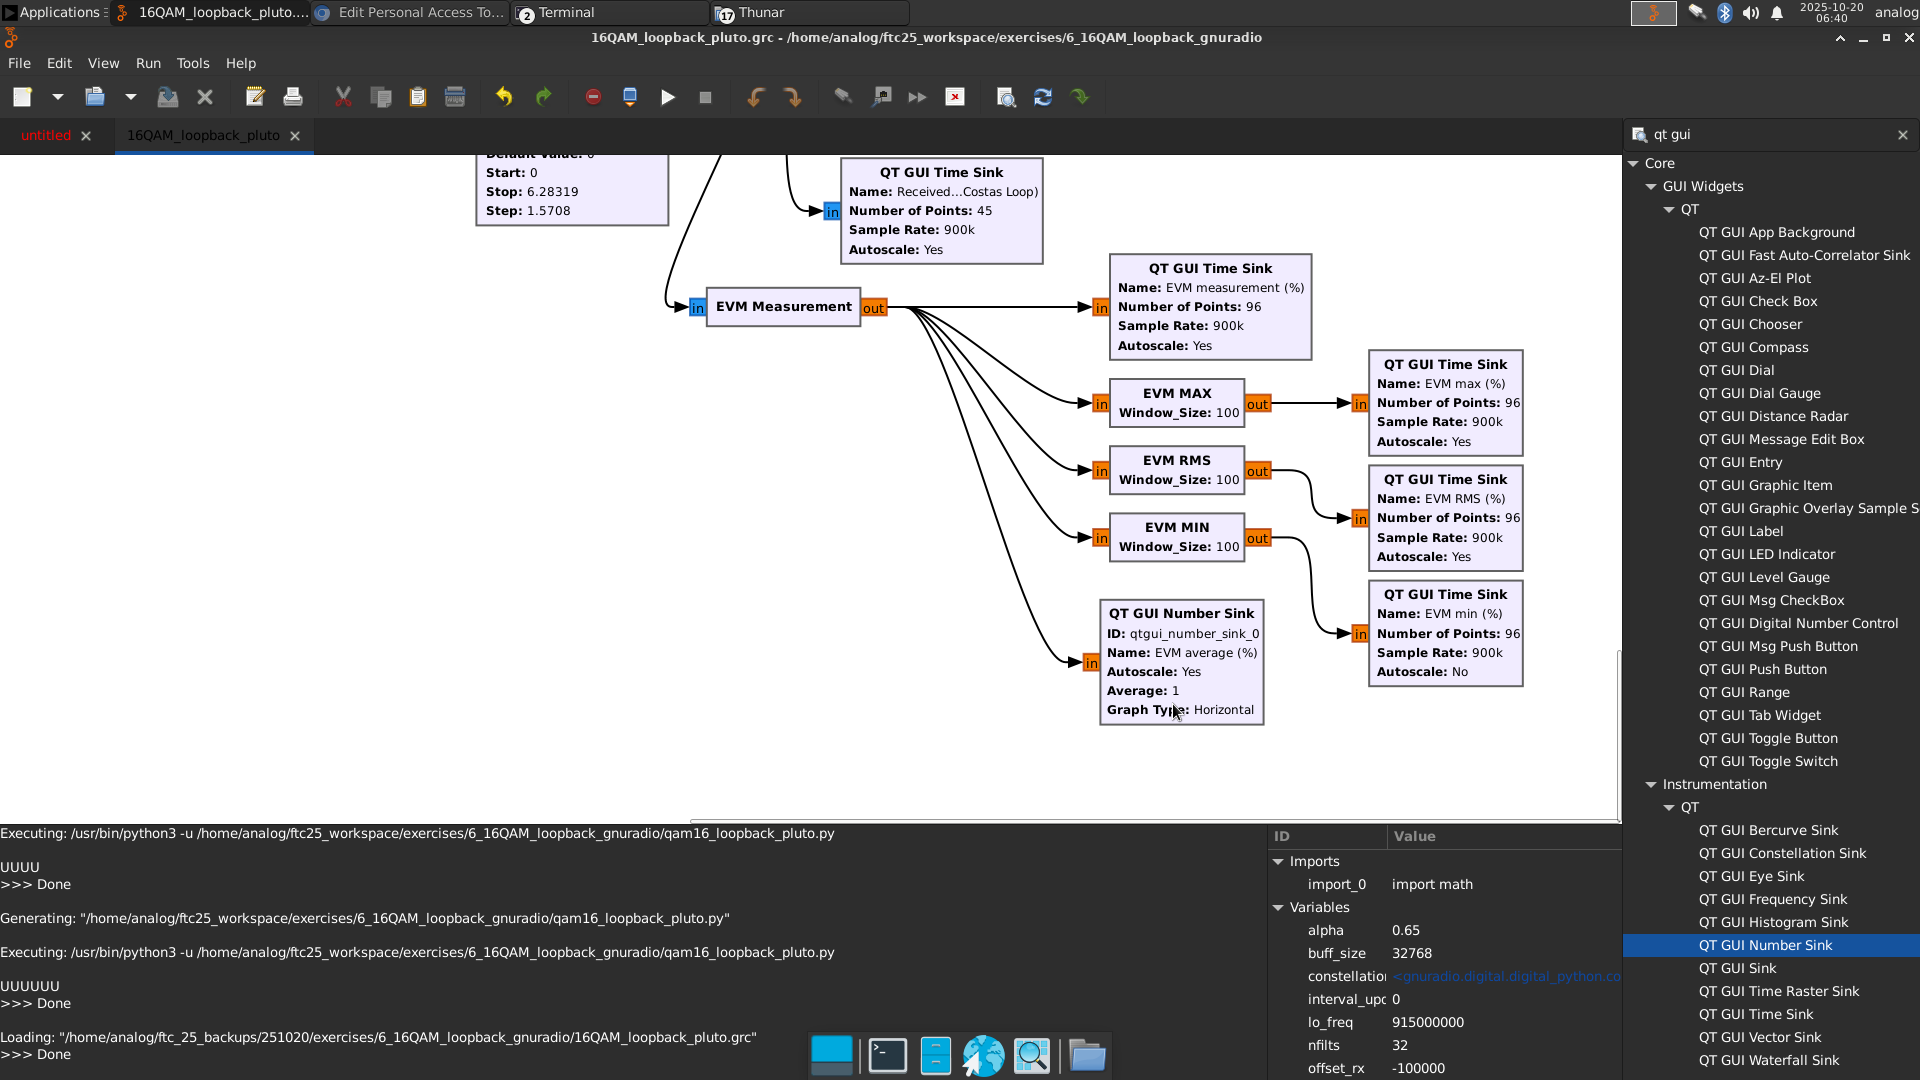 Applications
16QAM_loopback_pluto....
Edit Personal Access To...
2
Terminal
17
Thunar
2025-10-20
06:40
analog
16QAM_loopback_pluto.grc - /home/analog/ftc25_workspace/exercises/6_16QAM_loopback_gnuradio
File Edit View Run Tools Help
untitled
16QAM_loopback_pluto
Default Value: 0
Start: 0
Stop: 6.28319
Step: 1.5708
in
QT GUI Time Sink
Name: Received...Costas Loop)
Number of Points: 45
Sample Rate: 900k
Autoscale: Yes
in
EVM Measurement
out
in
QT GUI Time Sink
Name: EVM measurement (%)
Number of Points: 96
Sample Rate: 900k
Autoscale: Yes
in
EVM MAX
Window_Size: 100
out
in
QT GUI Time Sink
Name: EVM max (%)
Number of Points: 96
Sample Rate: 900k
Autoscale: Yes
in
EVM RMS
Window_Size: 100
out
in
QT GUI Time Sink
Name: EVM RMS (%)
Number of Points: 96
Sample Rate: 900k
Autoscale: Yes
in
EVM MIN
Window_Size: 100
out
in
QT GUI Time Sink
Name: EVM min (%)
Number of Points: 96
Sample Rate: 900k
Autoscale: No
in
QT GUI Number Sink
ID: qtgui_number_sink_0
Name: EVM average (%)
Autoscale: Yes
Average: 1
Graph Type: Horizontal
Executing: /usr/bin/python3 -u /home/analog/ftc25_workspace/exercises/6_16QAM_loopback_gnuradio/qam16_loopback_pluto.py
UUUU
>>> Done
Generating: "/home/analog/ftc25_workspace/exercises/6_16QAM_loopback_gnuradio/qam16_loopback_pluto.py"
Executing: /usr/bin/python3 -u /home/analog/ftc25_workspace/exercises/6_16QAM_loopback_gnuradio/qam16_loopback_pluto.py
UUUUUU
>>> Done
Loading: "/home/analog/ftc_25_backups/251020/exercises/6_16QAM_loopback_gnuradio/16QAM_loopback_pluto.grc"
>>> Done
ID Value
Imports
import_0 import math
Variables
alpha 0.65
buff_size 32768
constellation <gnuradio.digital.digital_python.co
interval_upd 0
lo_freq 915000000
nfilts 32
offset_rx -100000
qt gui
Core
GUI Widgets
QT
QT GUI App Background
QT GUI Fast Auto-Correlator Sink
QT GUI Az-El Plot
QT GUI Check Box
QT GUI Chooser
QT GUI Compass
QT GUI Dial
QT GUI Dial Gauge
QT GUI Distance Radar
QT GUI Message Edit Box
QT GUI Entry
QT GUI Graphic Item
QT GUI Graphic Overlay Sample S
QT GUI Label
QT GUI LED Indicator
QT GUI Level Gauge
QT GUI Msg CheckBox
QT GUI Digital Number Control
QT GUI Msg Push Button
QT GUI Push Button
QT GUI Range
QT GUI Tab Widget
QT GUI Toggle Button
QT GUI Toggle Switch
Instrumentation
QT
QT GUI Bercurve Sink
QT GUI Constellation Sink
QT GUI Eye Sink
QT GUI Frequency Sink
QT GUI Histogram Sink
QT GUI Number Sink
QT GUI Sink
QT GUI Time Raster Sink
QT GUI Time Sink
QT GUI Vector Sink
QT GUI Waterfall Sink